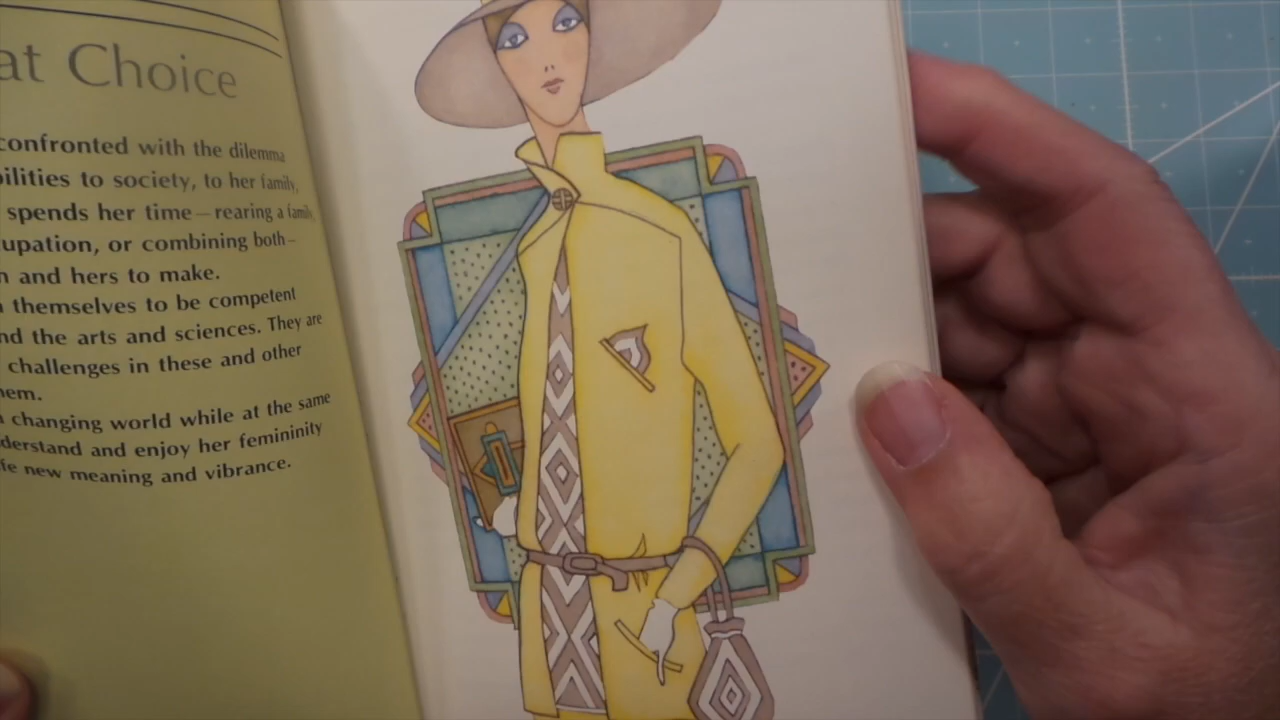 at Choice
confronted with the dilemma
ilities to society, to her family,
spends her time—rearing a family
upation, or combining both—
n and hers to make.
themselves to be competent
nd the arts and sciences. They are
challenges in these and other
hem.
changing world while at the same
derstand and enjoy her femininity
fe new meaning and vibrance.